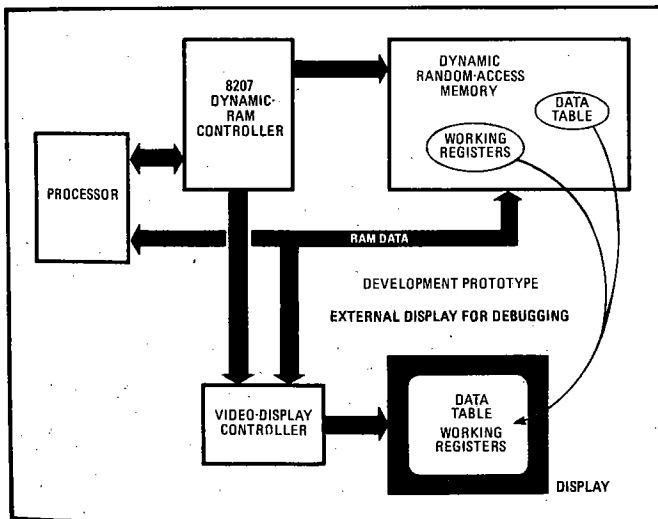 8207
DYNAMIC-
RAM
CONTROLLER
DYNAMIC
RANDOM-ACCESS
MEMORY
DATA
TABLE
WORKING
REGISTERS
PROCESSOR
RAM DATA
DEVELOPMENT PROTOTYPE
EXTERNAL DISPLAY FOR DEBUGGING
VIDEO-DISPLAY
CONTROLLER
DATA
TABLE
WORKING
REGISTERS
DISPLAY